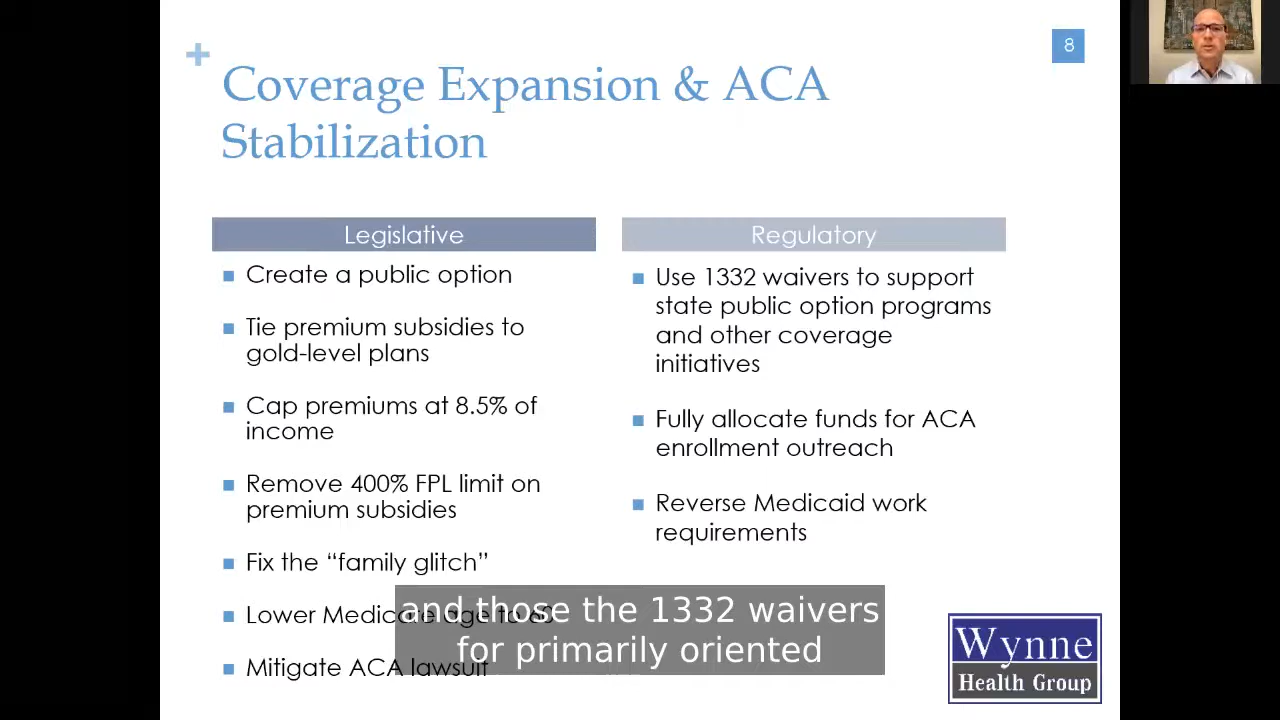 8
Coverage Expansion & ACA
Stabilization
Legislative
Create a public option
Tie premium subsidies to
gold-level plans
Cap premiums at 8.5% of
income
Remove 400% FPL limit on
premium subsidies
Fix the “family glitch”
Lower Medicare age to 60
Mitigate ACA lawsuit
Regulatory
Use 1332 waivers to support
state public option programs
and other coverage
initiatives
Fully allocate funds for ACA
enrollment outreach
Reverse Medicaid work
requirements
and those the 1332 waivers
for primarily oriented
Wynne
Health Group